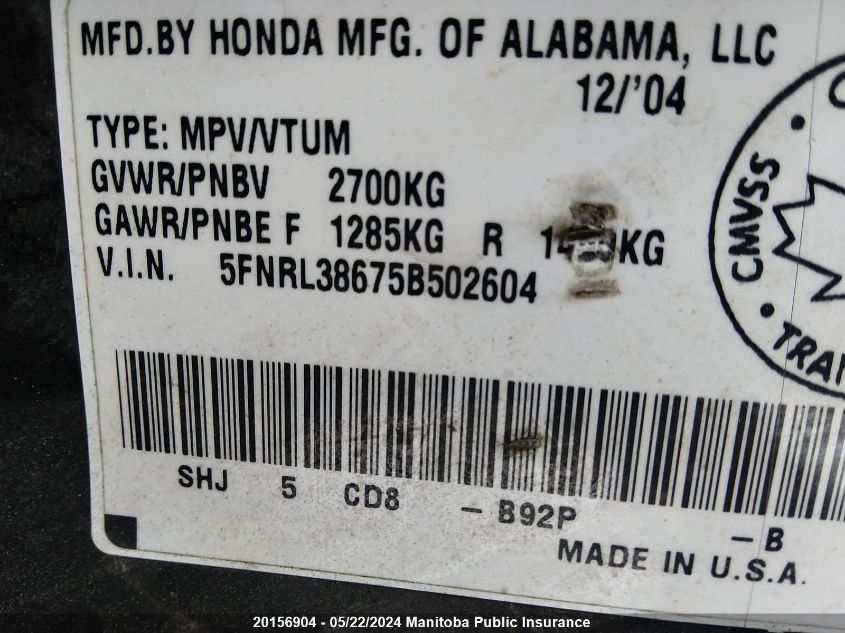 MFD.BY HONDA MFG. OF ALABAMA, LLC
12/'04
TYPE: MPV/VTUM
GVWR/PNBV 2700KG
GAWR/PNBE F 1285KG R
V.I.N. 5FNRL38675B502604
CMVSS
SHJ 5 CD8 - B92P - B
MADE IN U.S.A.
20156904 - 05/22/2024 Manitoba Public Insurance